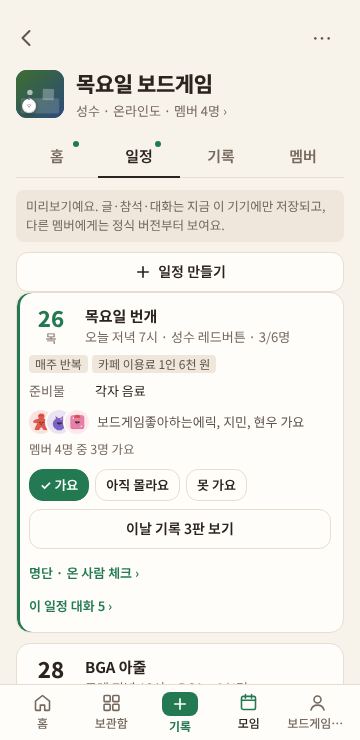 목요일 보드게임
성수 · 온라인도 · 멤버 4명 ›
홈 일정 기록 멤버
미리보기예요. 글·참석·대화는 지금 이 기기에만 저장되고,
다른 멤버에게는 정식 버전부터 보여요.
+ 일정 만들기
26 목요일 번개
목 오늘 저녁 7시 · 성수 레드버튼 · 3/6명
매주 반복 카페 이용료 1인 6천 원
준비물 각자 음료
보드게임좋아하는에릭, 지민, 현우 가요
멤버 4명 중 3명 가요
✓ 가요 아직 몰라요 못 가요
이날 기록 3판 보기
명단 · 온 사람 체크 ›
이 일정 대화 5 ›
28 BGA 아줄
홈 보관함 기록 모임 보드게임…